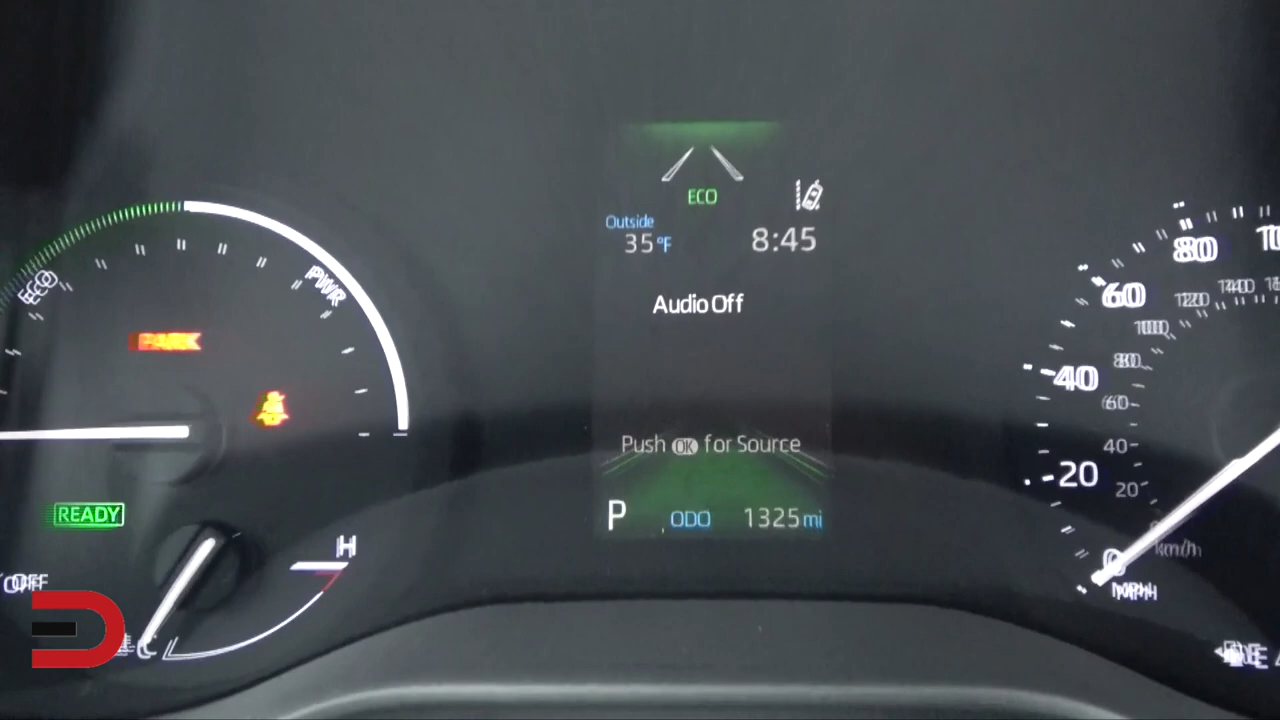 ECO
Outside
35°F
8:45
Audio Off
Push OK for Source
P
ODO 1325 mi
ECO
PWR
PARK
READY
H
C
OFF
80
60
40
20
0
120
140
100
80
60
40
20
km/h
MPH
E